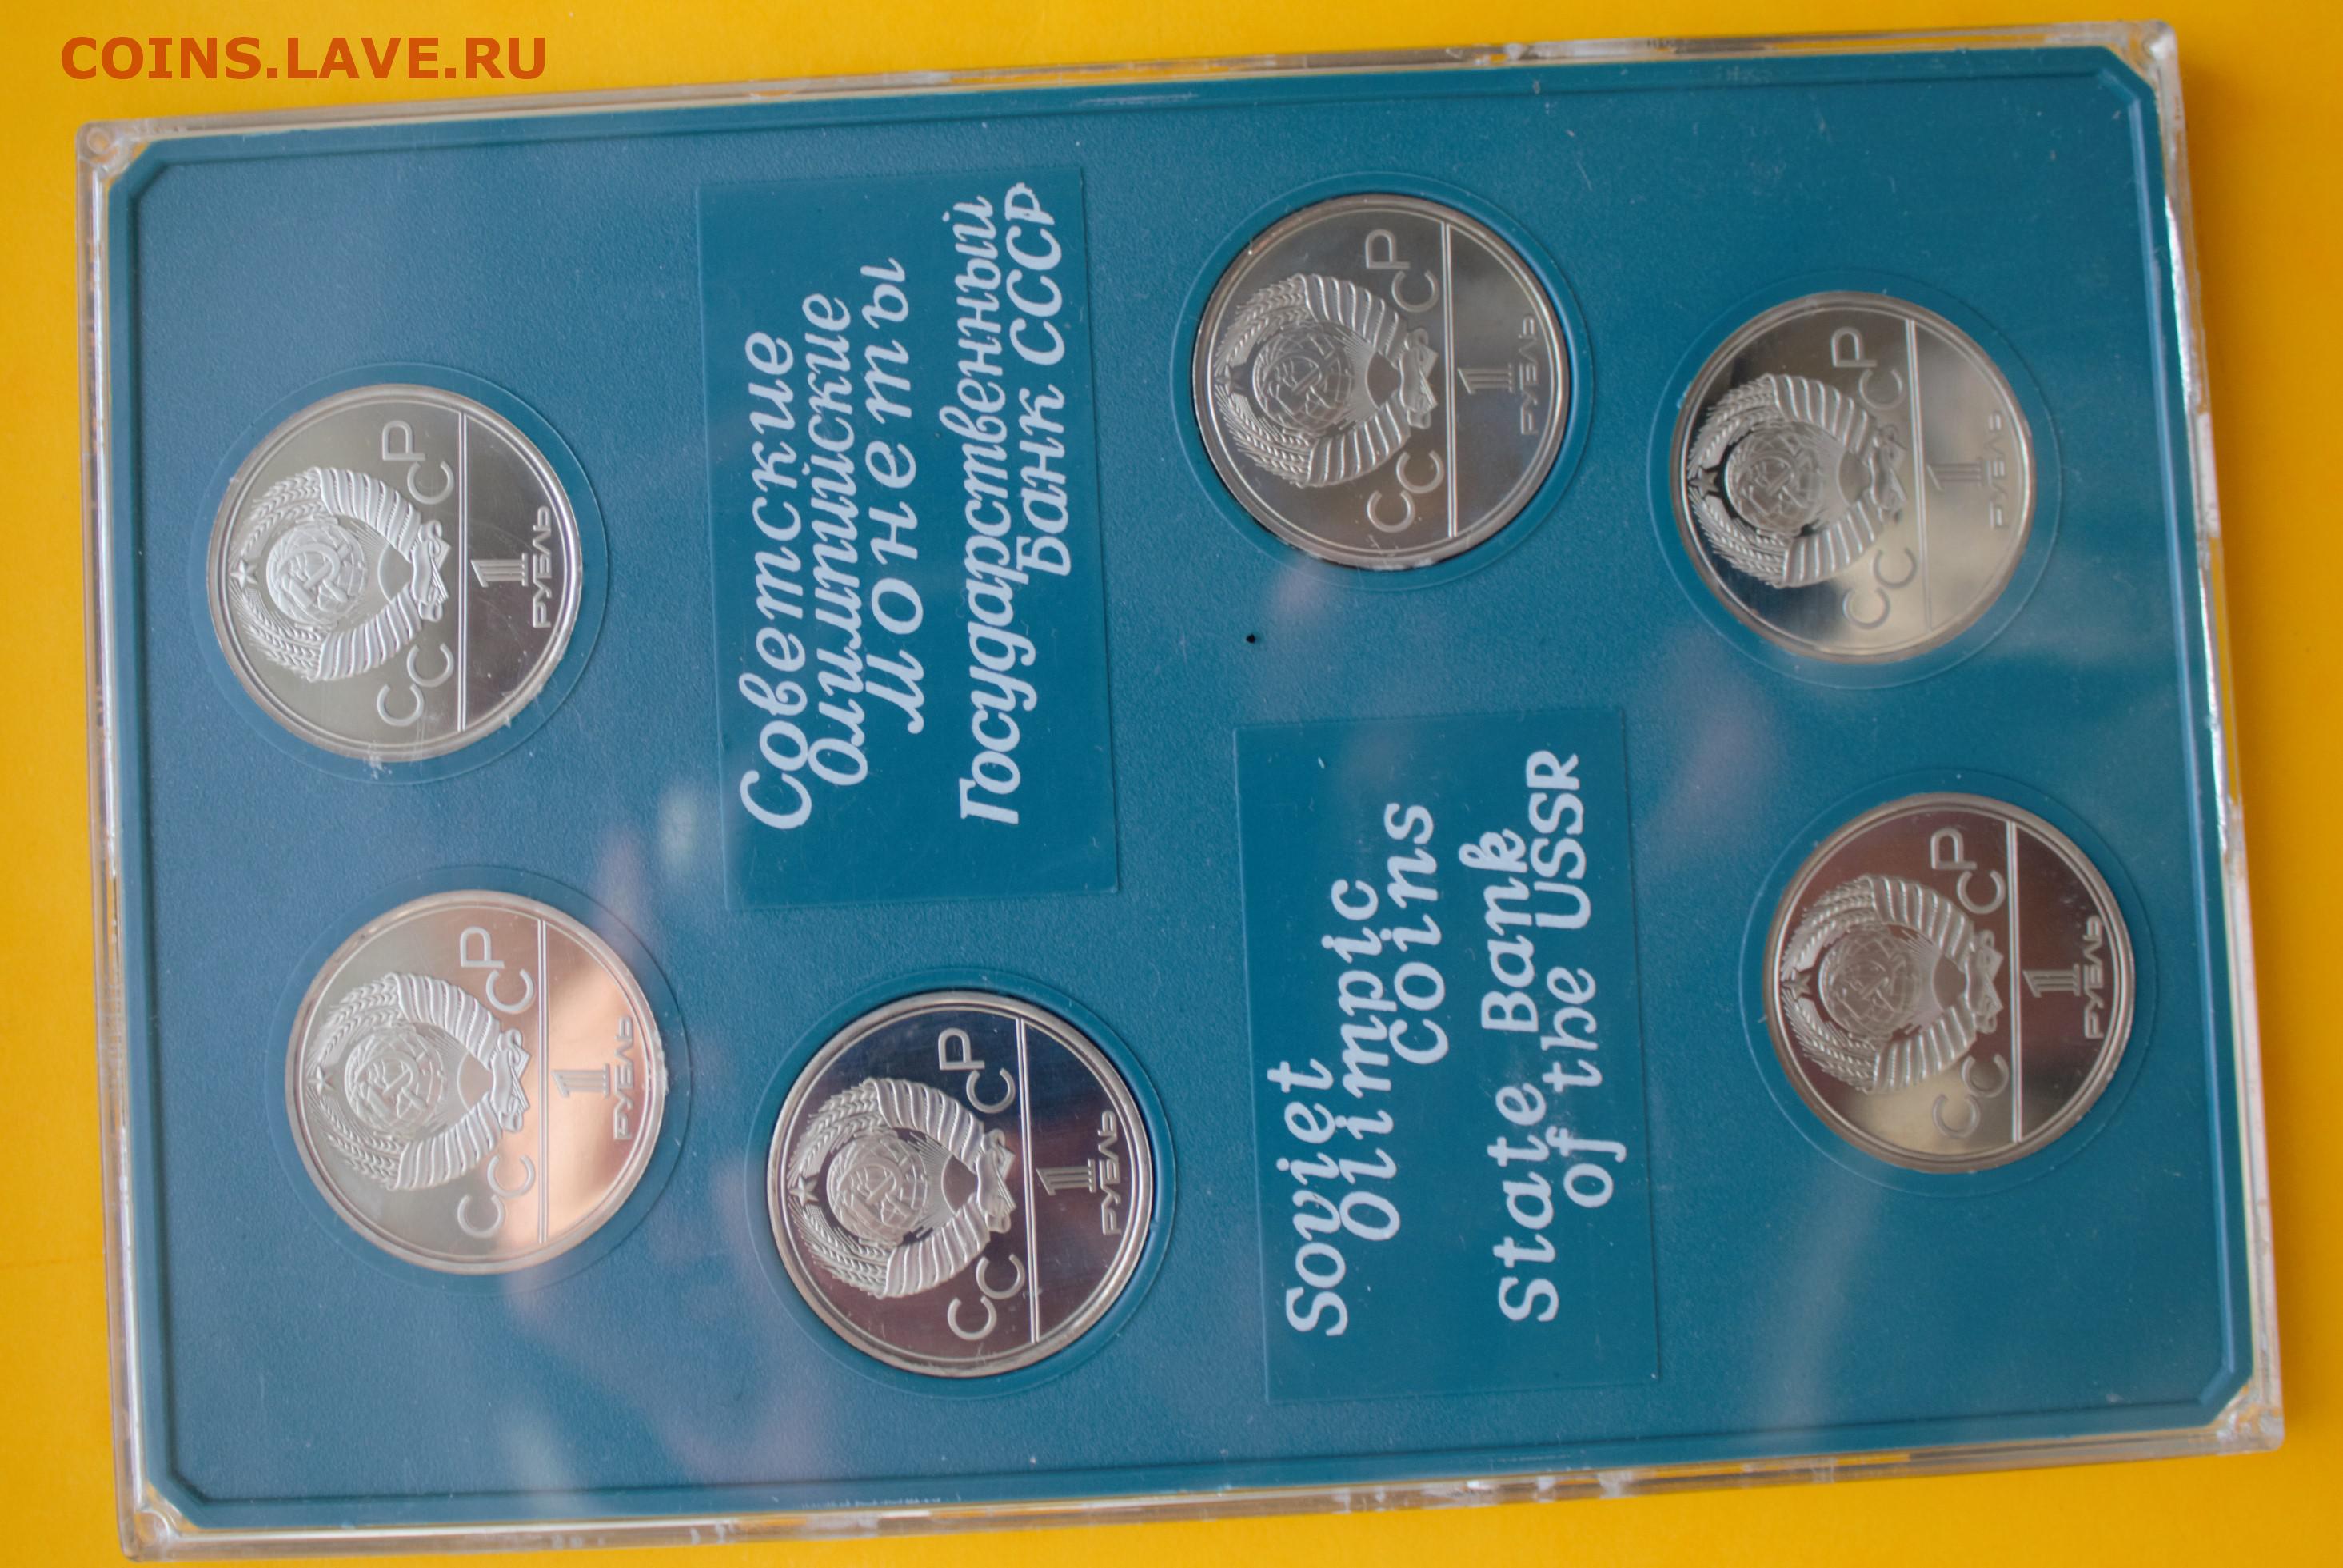 COINS.LAVE.RU
Советские
Олимпийские
Монеты
Государственный
Банк СССР
Soviet
Olimpic
coins
State Bank
of the USSR
СССР
1
РУБЛЬ
СССР
1
РУБЛЬ
СССР
1
РУБЛЬ
СССР
1
РУБЛЬ
СССР
1
РУБЛЬ
СССР
1
РУБЛЬ